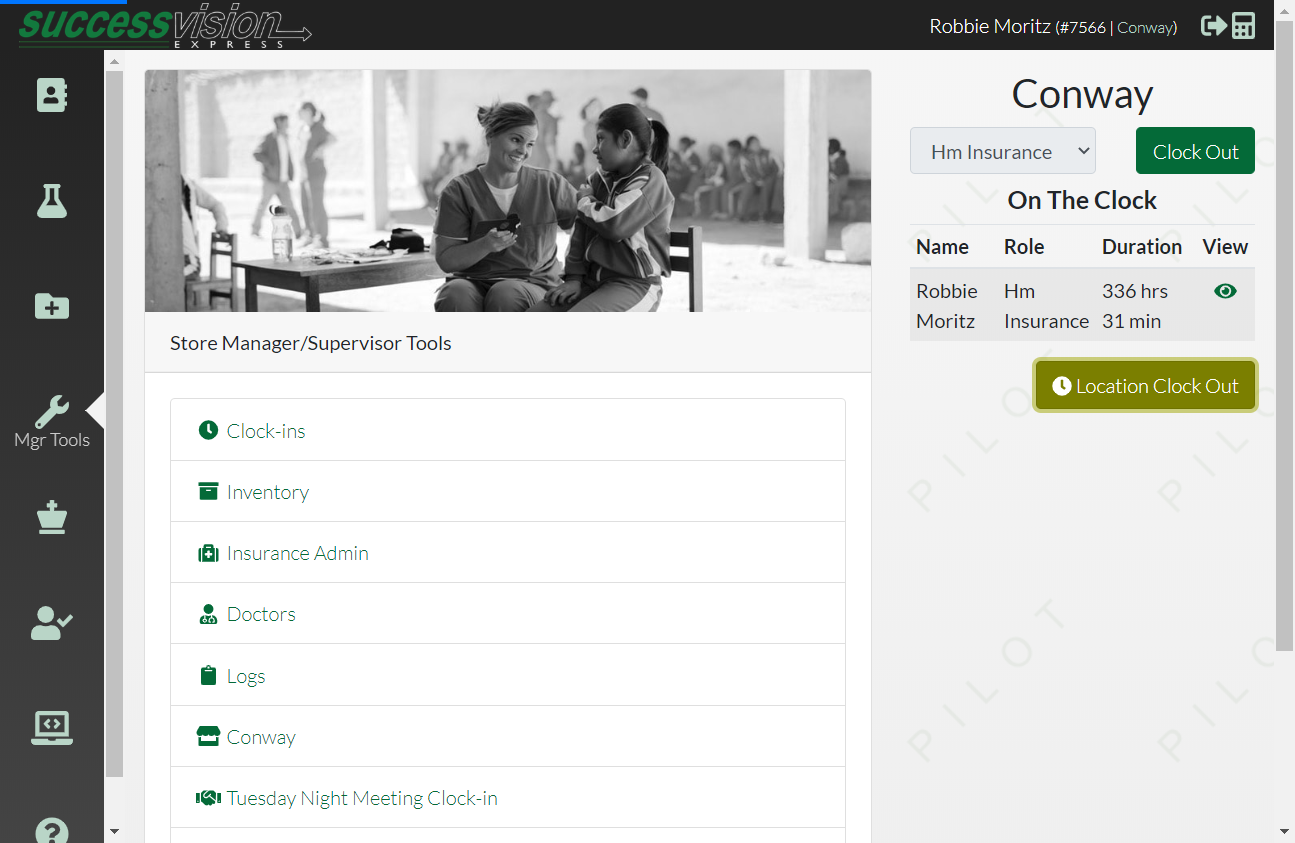 successvision
EXPRESS
Robbie Moritz (#7566 | Conway)
Mgr Tools
Store Manager/Supervisor Tools
Clock-ins
Inventory
Insurance Admin
Doctors
Logs
Conway
Tuesday Night Meeting Clock-in
Conway
Hm Insurance
Clock Out
On The Clock
Name Role Duration View
Robbie Hm 336 hrs
Moritz Insurance 31 min
Location Clock Out
PILOT
PILOT
PILOT
PILOT
PILOT
PILOT